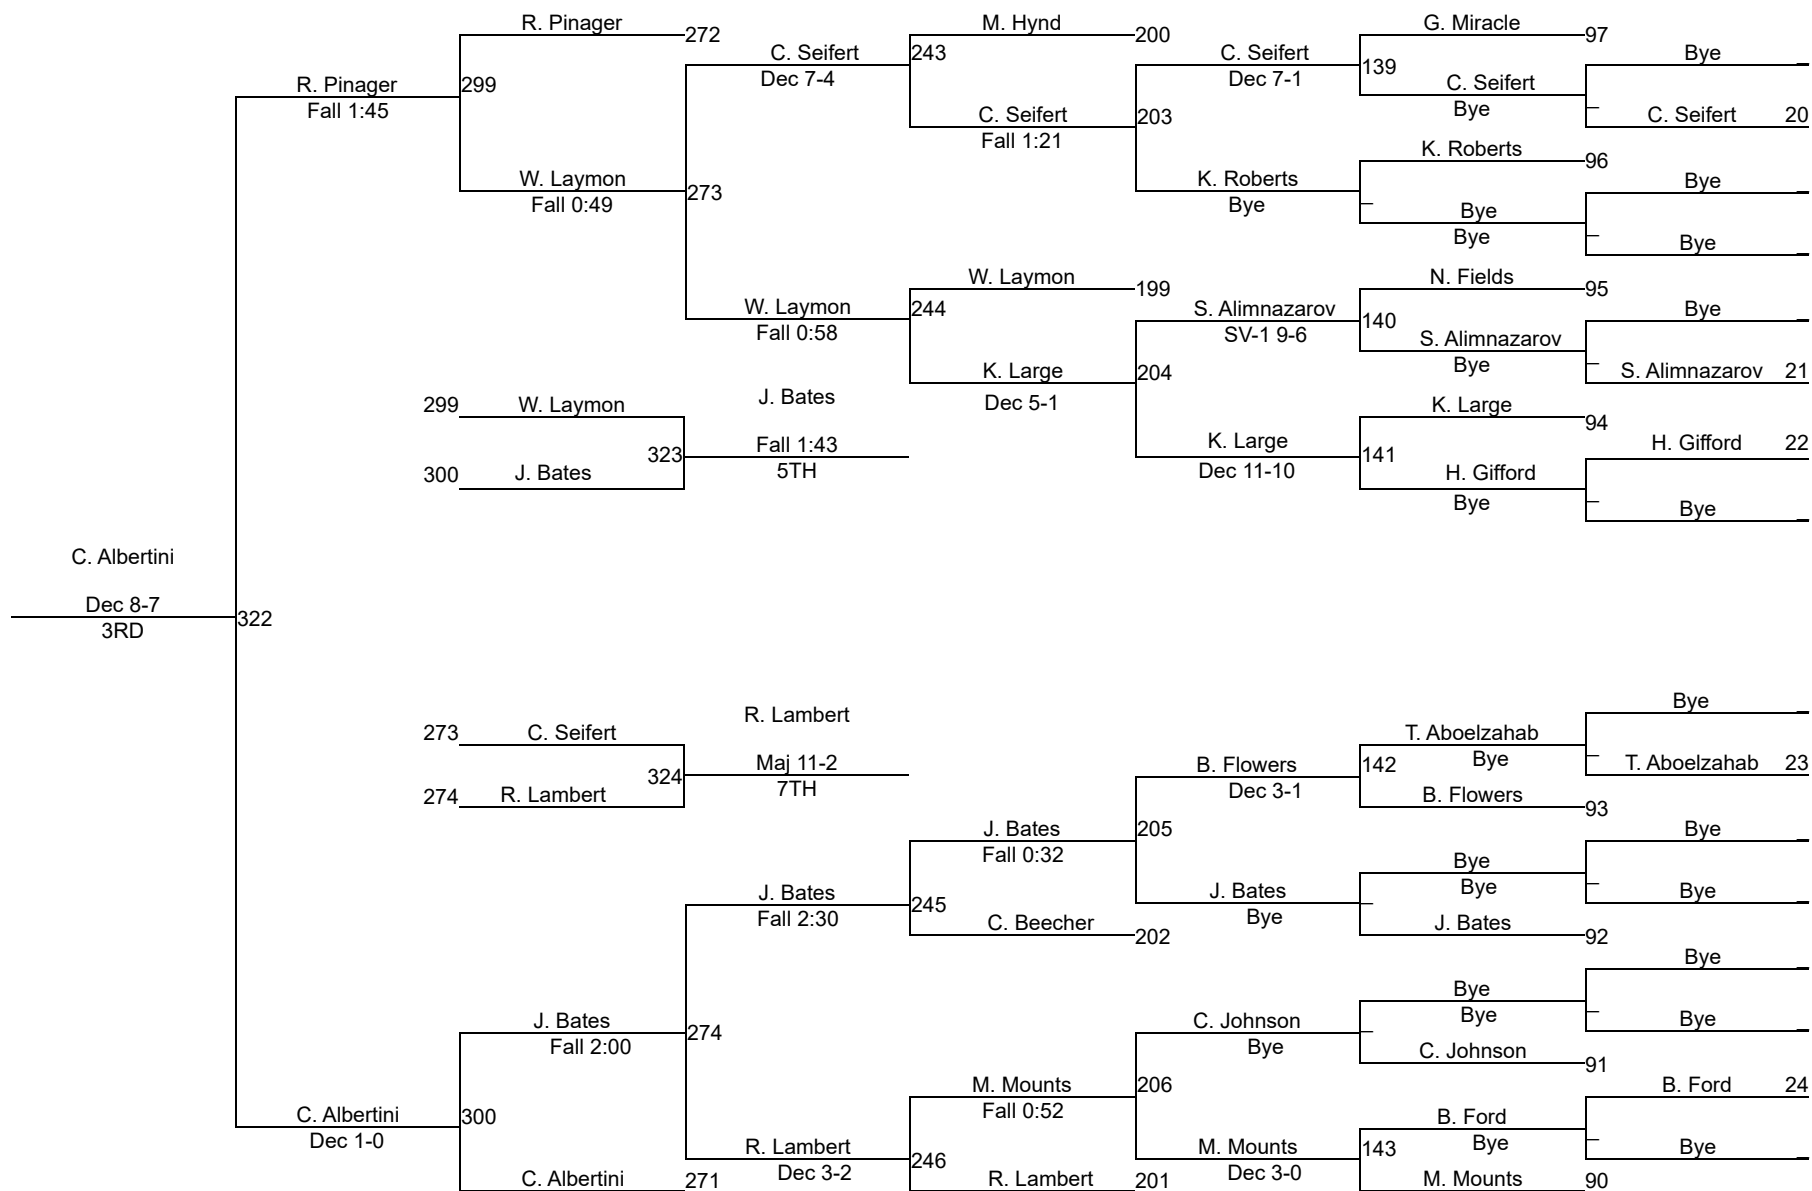 R. Pinager 272
M. Hynd 200
G. Miracle 97
C. Seifert 243
Dec 7-4
C. Seifert
Dec 7-1
139
Bye
R. Pinager 299
Fall 1:45
C. Seifert
Bye
C. Seifert 203
Fall 1:21
C. Seifert 20
K. Roberts 96
W. Laymon 273
Fall 0:49
K. Roberts
Bye
Bye
Bye
Bye
Bye
W. Laymon 199
N. Fields 95
W. Laymon 244
Fall 0:58
S. Alimnazarov 140
SV-1 9-6
Bye
S. Alimnazarov
Bye
K. Large 204
Dec 5-1
S. Alimnazarov 21
299 W. Laymon
J. Bates
K. Large 94
323
Fall 1:43
5TH
K. Large 141
Dec 11-10
H. Gifford 22
300 J. Bates
H. Gifford
Bye
Bye
C. Albertini
Dec 8-7
3RD
322
273 C. Seifert
R. Lambert
T. Aboelzahab
Bye
Bye
324
Maj 11-2
7TH
B. Flowers 142
Dec 3-1
T. Aboelzahab 23
274 R. Lambert
B. Flowers 93
J. Bates 205
Fall 0:32
Bye
J. Bates 245
Fall 2:30
J. Bates
Bye
Bye
Bye
Bye
C. Beecher 202
J. Bates 92
Bye
J. Bates 274
Fall 2:00
C. Johnson
Bye
Bye
Bye
Bye
C. Johnson 91
M. Mounts 206
Fall 0:52
B. Ford 24
C. Albertini 300
Dec 1-0
B. Ford
Bye
R. Lambert 246
Dec 3-2
M. Mounts 143
Dec 3-0
Bye
C. Albertini 271
R. Lambert 201
M. Mounts 90